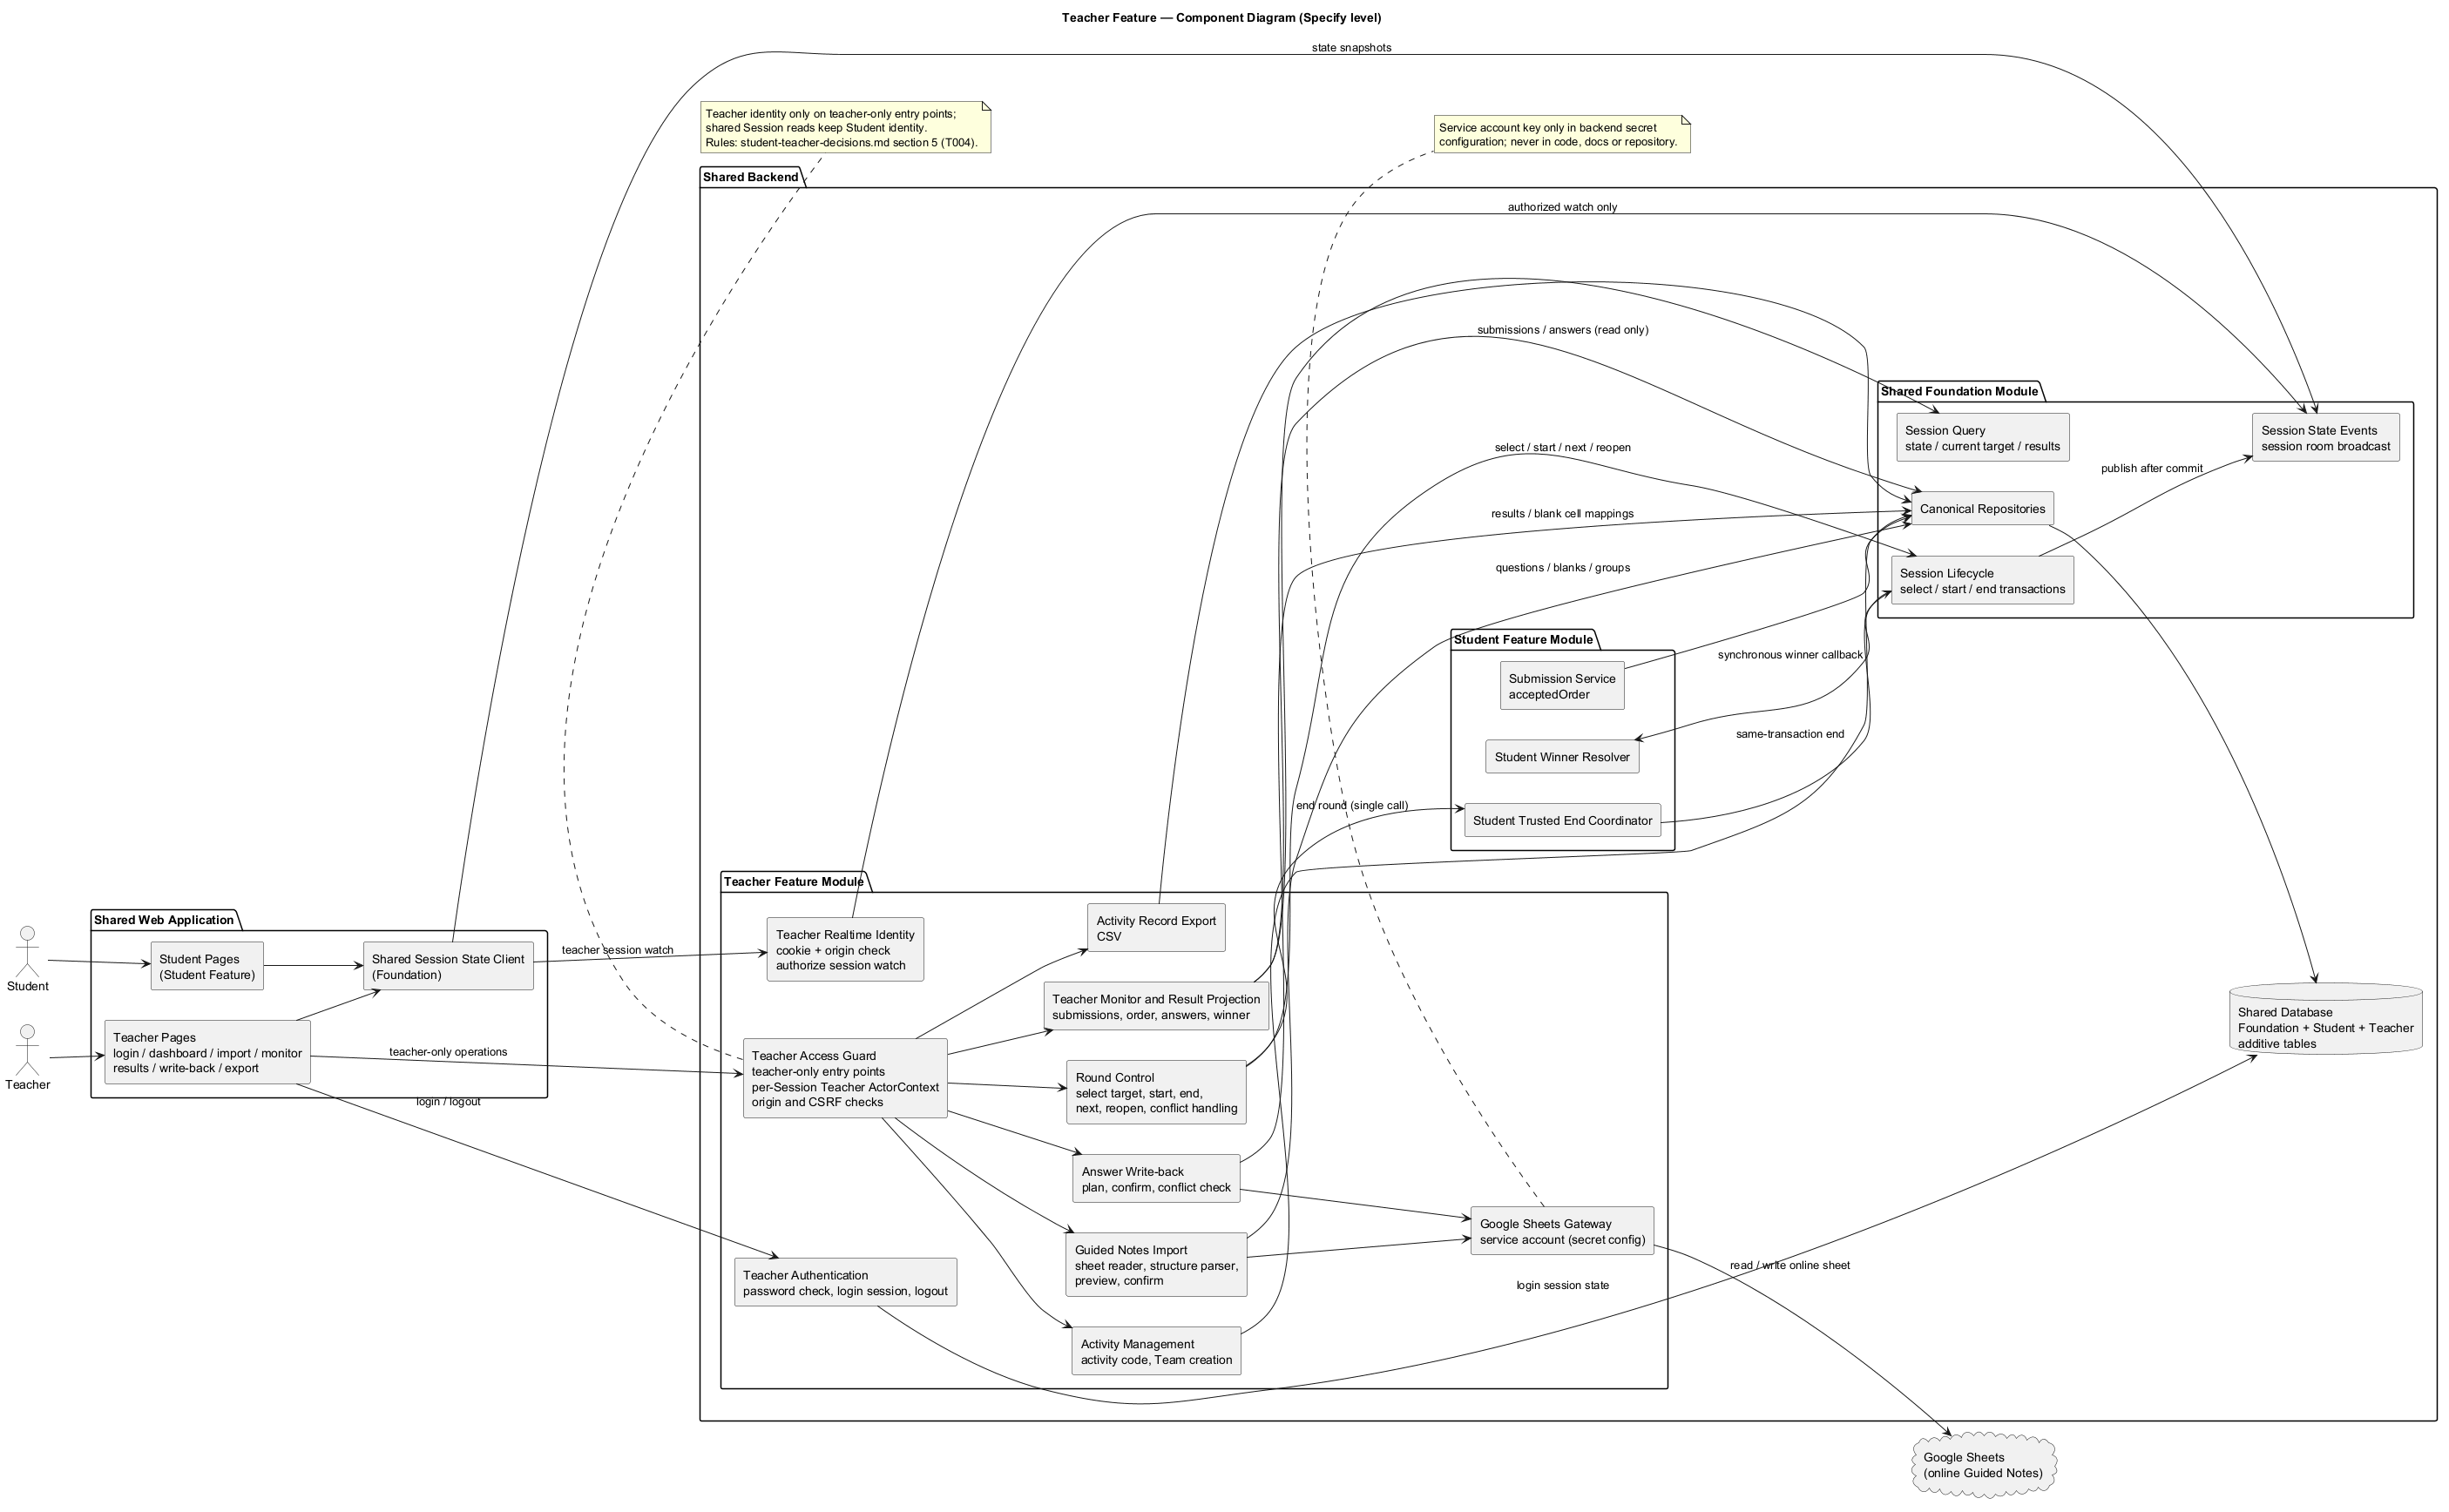 Teacher Feature — Component Diagram (Specify level)
state snapshots
Teacher identity only on teacher-only entry points;
shared Session reads keep Student identity.
Rules: student-teacher-decisions.md section 5 (T004).
Service account key only in backend secret
configuration; never in code, docs or repository.
Shared Backend
authorized watch only
submissions / answers (read only)
Shared Foundation Module
Session Query
state / current target / results
Session State Events
session room broadcast
select / start / next / reopen
publish after commit
results / blank cell mappings
Canonical Repositories
questions / blanks / groups
Session Lifecycle
select / start / end transactions
Student Feature Module
synchronous winner callback
Submission Service
acceptedOrder
Student Winner Resolver
same-transaction end
end round (single call)
Student Trusted End Coordinator
Teacher Feature Module
Shared Web Application
Student
Student Pages
(Student Feature)
Shared Session State Client
(Foundation)
teacher session watch
Teacher Realtime Identity
cookie + origin check
authorize session watch
Activity Record Export
CSV
Teacher Monitor and Result Projection
submissions, order, answers, winner
Shared Database
Foundation + Student + Teacher
additive tables
Teacher
Teacher Pages
login / dashboard / import / monitor
results / write-back / export
teacher-only operations
login / logout
Teacher Access Guard
teacher-only entry points
per-Session Teacher ActorContext
origin and CSRF checks
Round Control
select target, start, end,
next, reopen, conflict handling
Answer Write-back
plan, confirm, conflict check
Google Sheets Gateway
service account (secret config)
Guided Notes Import
sheet reader, structure parser,
preview, confirm
read / write online sheet
login session state
Teacher Authentication
password check, login session, logout
Activity Management
activity code, Team creation
Google Sheets
(online Guided Notes)